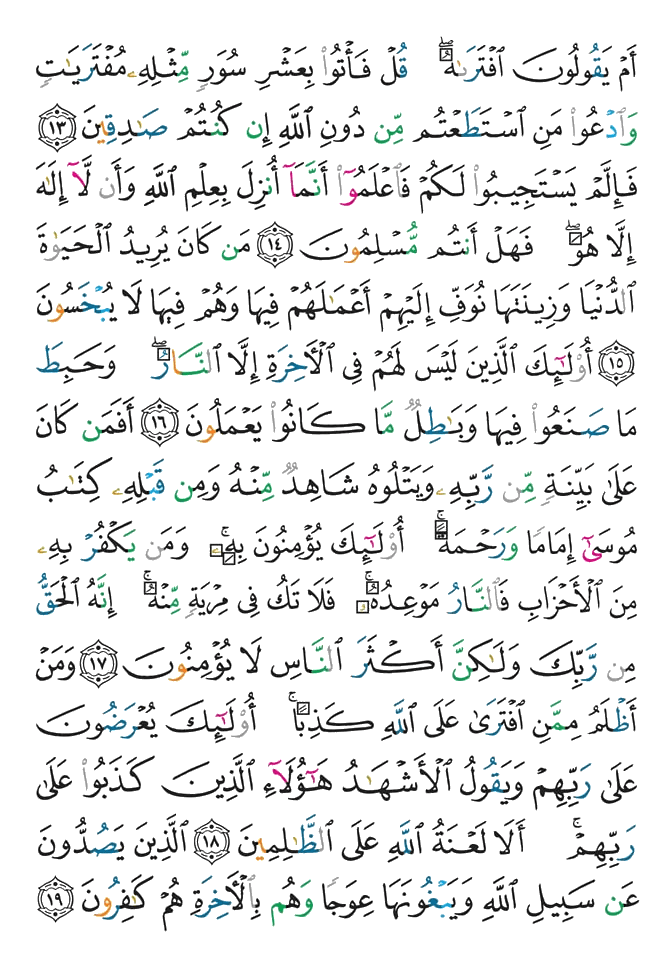 أَمْ يَقُولُونَ ٱفْتَرَىٰهُ ۖ قُلْ فَأْتُوا۟ بِعَشْرِ سُوَرٍ مِّثْلِهِۦ مُفْتَرَيَٰتٍ
وَٱدْعُوا۟ مَنِ ٱسْتَطَعْتُم مِّن دُونِ ٱللَّهِ إِن كُنتُمْ صَٰدِقِينَ ١٣
فَإِلَّمْ يَسْتَجِيبُوا۟ لَكُمْ فَٱعْلَمُوٓا۟ أَنَّمَآ أُنزِلَ بِعِلْمِ ٱللَّهِ وَأَن لَّآ إِلَٰهَ
إِلَّا هُوَ ۖ فَهَلْ أَنتُم مُّسْلِمُونَ ١٤ مَن كَانَ يُرِيدُ ٱلْحَيَوٰةَ
ٱلدُّنْيَا وَزِينَتَهَا نُوَفِّ إِلَيْهِمْ أَعْمَٰلَهُمْ فِيهَا وَهُمْ فِيهَا لَا يُبْخَسُونَ
١٥ أُو۟لَٰٓئِكَ ٱلَّذِينَ لَيْسَ لَهُمْ فِى ٱلْءَاخِرَةِ إِلَّا ٱلنَّارُ ۖ وَحَبِطَ
مَا صَنَعُوا۟ فِيهَا وَبَٰطِلٌ مَّا كَانُوا۟ يَعْمَلُونَ ١٦ أَفَمَن كَانَ
عَلَىٰ بَيِّنَةٍ مِّن رَّبِّهِۦ وَيَتْلُوهُ شَاهِدٌ مِّنْهُ وَمِن قَبْلِهِۦ كِتَٰبُ
مُوسَىٰٓ إِمَامًا وَرَحْمَةً ۚ أُو۟لَٰٓئِكَ يُؤْمِنُونَ بِهِۦ ۚ وَمَن يَكْفُرْ بِهِۦ
مِنَ ٱلْأَحْزَابِ فَٱلنَّارُ مَوْعِدُهُۥ ۚ فَلَا تَكُ فِى مِرْيَةٍ مِّنْهُ ۚ إِنَّهُ ٱلْحَقُّ
مِن رَّبِّكَ وَلَٰكِنَّ أَكْثَرَ ٱلنَّاسِ لَا يُؤْمِنُونَ ١٧ وَمَنْ
أَظْلَمُ مِمَّنِ ٱفْتَرَىٰ عَلَى ٱللَّهِ كَذِبًا ۚ أُو۟لَٰٓئِكَ يُعْرَضُونَ
عَلَىٰ رَبِّهِمْ وَيَقُولُ ٱلْأَشْهَٰدُ هَٰٓؤُلَآءِ ٱلَّذِينَ كَذَبُوا۟ عَلَىٰ
رَبِّهِمْ ۚ أَلَا لَعْنَةُ ٱللَّهِ عَلَى ٱلظَّٰلِمِينَ ١٨ ٱلَّذِينَ يَصُدُّونَ
عَن سَبِيلِ ٱللَّهِ وَيَبْغُونَهَا عِوَجًا وَهُم بِٱلْءَاخِرَةِ هُمْ كَٰفِرُونَ ١٩